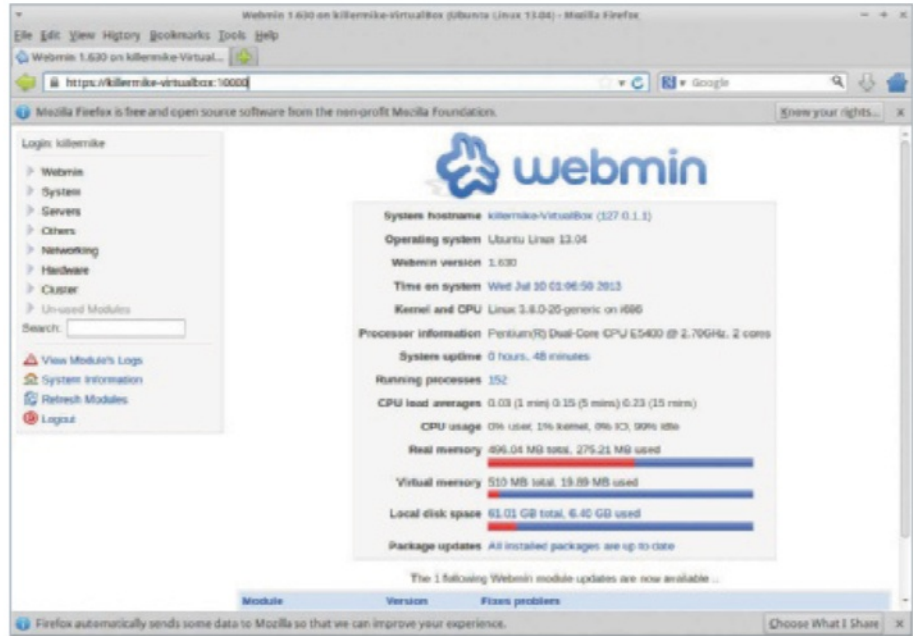 Webmin 1.630 on killermike-VirtualBox (Ubuntu Linux 13.04) - Mozilla Firefox
File Edit View History Bookmarks Tools Help
Webmin 1.630 on killermike-Virtual...
https://killermike-virtualbox:10000
Google
Mozilla Firefox is free and open source software from the non-profit Mozilla Foundation.
Know your rights...
Login: killermike
Webmin
System
Servers
Others
Networking
Hardware
Cluster
Un-used Modules
Search:
View Module's Logs
System Information
Refresh Modules
Logout
webmin
System hostname killermike-VirtualBox (127.0.1.1)
Operating system Ubuntu Linux 13.04
Webmin version 1.630
Time on system Wed Jul 10 01:06:50 2013
Kernel and CPU Linux 3.8.0-26-generic on i686
Processor information Pentium(R) Dual-Core CPU E5400 @ 2.70GHz, 2 cores
System uptime 0 hours, 48 minutes
Running processes 152
CPU load averages 0.03 (1 min) 0.15 (5 mins) 0.23 (15 mins)
CPU usage 0% user, 1% kernel, 0% IO, 99% idle
Real memory 496.04 MB total, 275.21 MB used
Virtual memory 510 MB total, 19.89 MB used
Local disk space 61.01 GB total, 6.40 GB used
Package updates All installed packages are up to date
The 1 following Webmin module updates are now available ..
Module Version Fixes problem
Firefox automatically sends some data to Mozilla so that we can improve your experience.
Choose What I Share